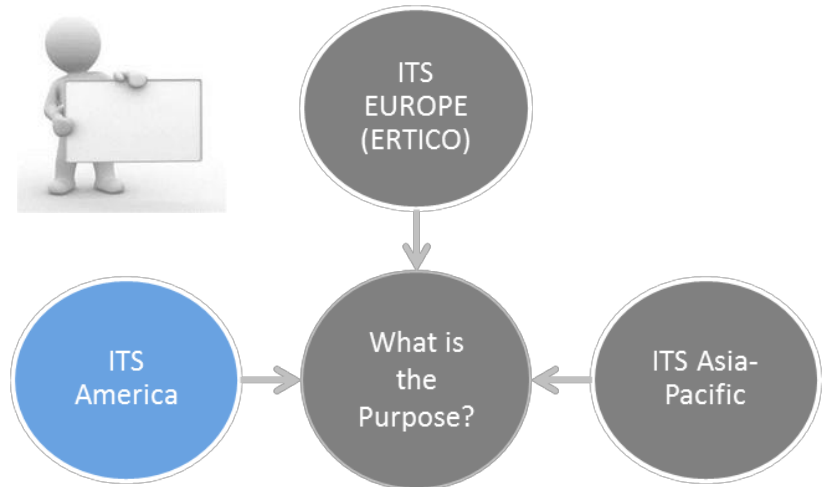 ITS
EUROPE
(ERTICO)
ITS
America
What is
the
Purpose?
ITS Asia-
Pacific